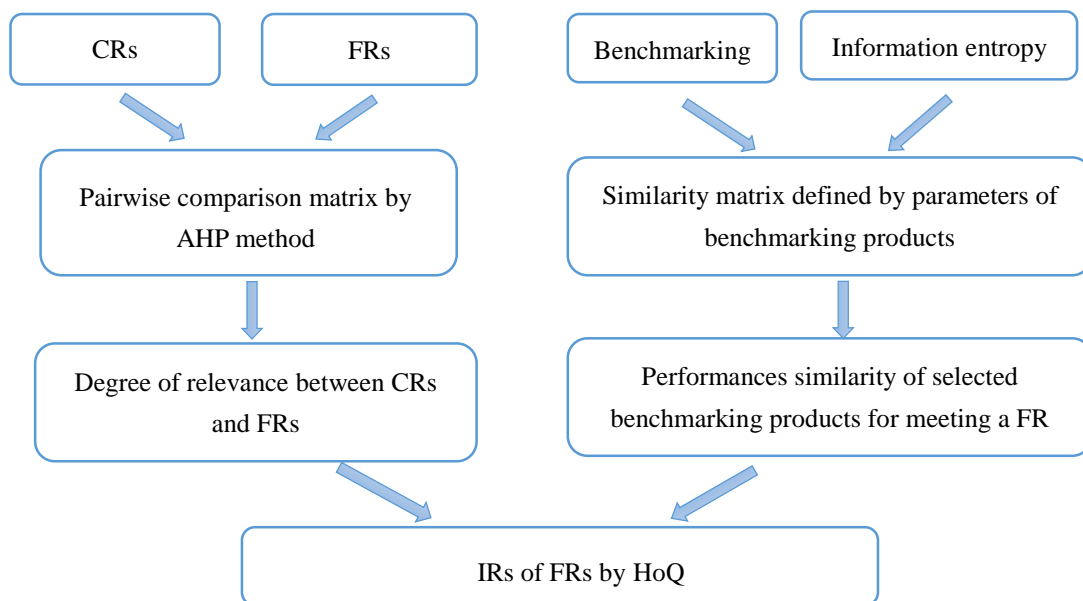 CRs
FRs
Benchmarking
Information entropy
Pairwise comparison matrix by
AHP method
Similarity matrix defined by parameters of
benchmarking products
Degree of relevance between CRs
and FRs
Performances similarity of selected
benchmarking products for meeting a FR
IRs of FRs by HoQ